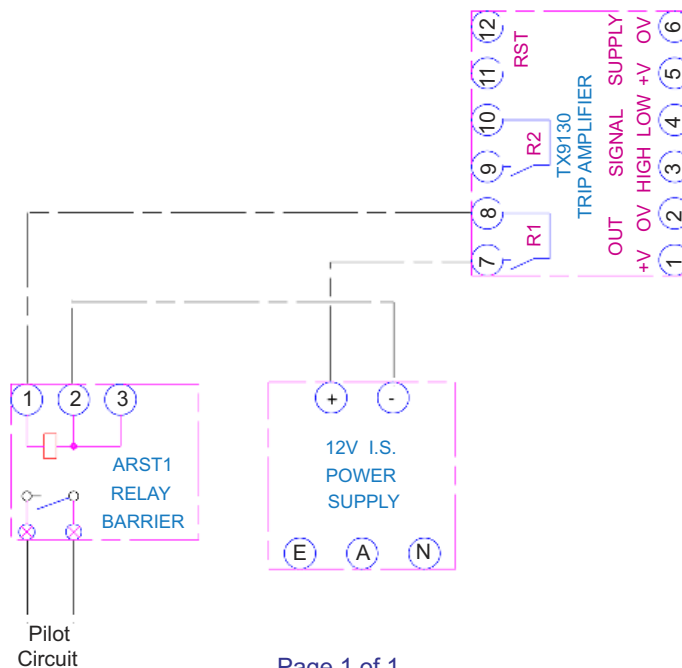 12
11
10
9
8
7
RST
R2
R1
TX9130
TRIP AMPLIFIER
OUT SIGNAL SUPPLY
+V OV HIGH LOW +V OV
6
5
4
3
2
1
1 2 3
ARST1
RELAY
BARRIER
+ -
12V I.S.
POWER
SUPPLY
E A N
Pilot
Circuit
Page 1 of 1